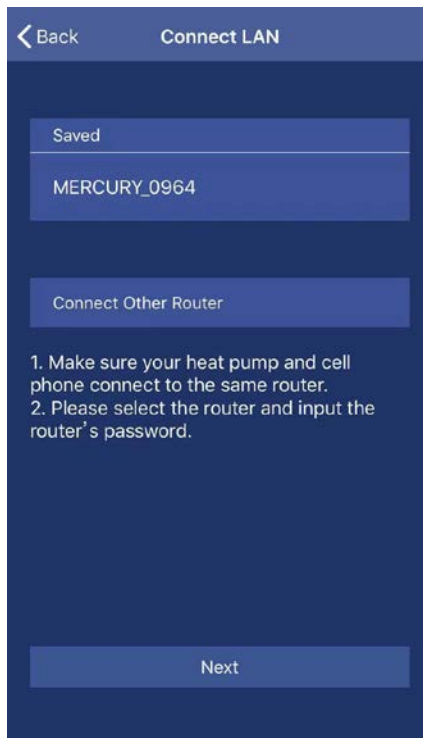 Back
Connect LAN
Saved
MERCURY_0964
Connect Other Router
1. Make sure your heat pump and cell
phone connect to the same router.
2. Please select the router and input the
router's password.
Next